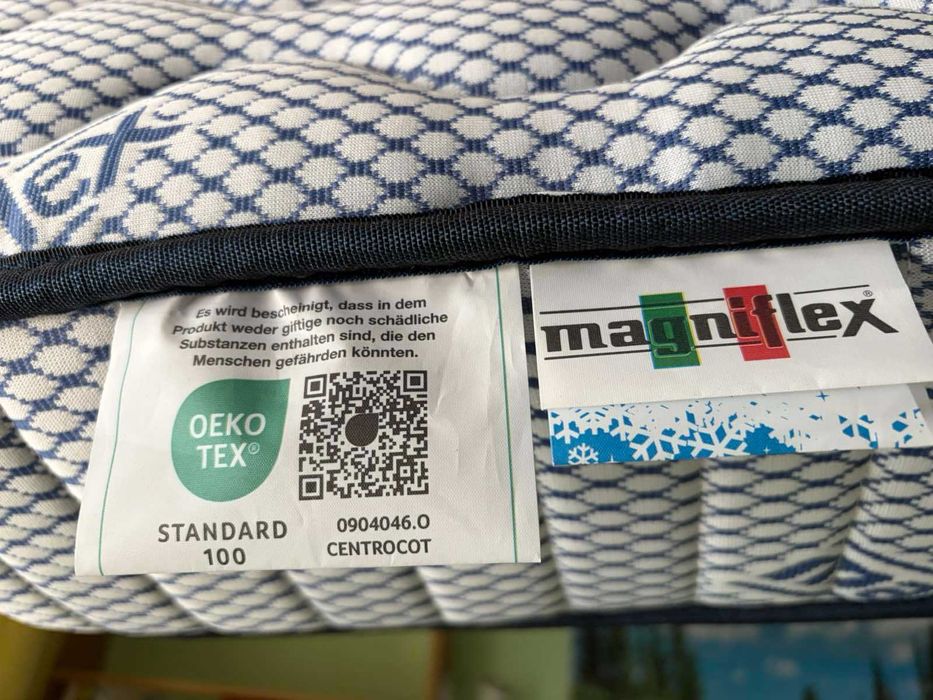 Es wird bescheinigt, dass in dem
Produkt weder giftige noch schädliche
Substanzen enthalten sind, die den
Menschen gefährden könnten.
OEKO
TEX®
STANDARD
100
0904046.O
CENTROCOT
magniflex®